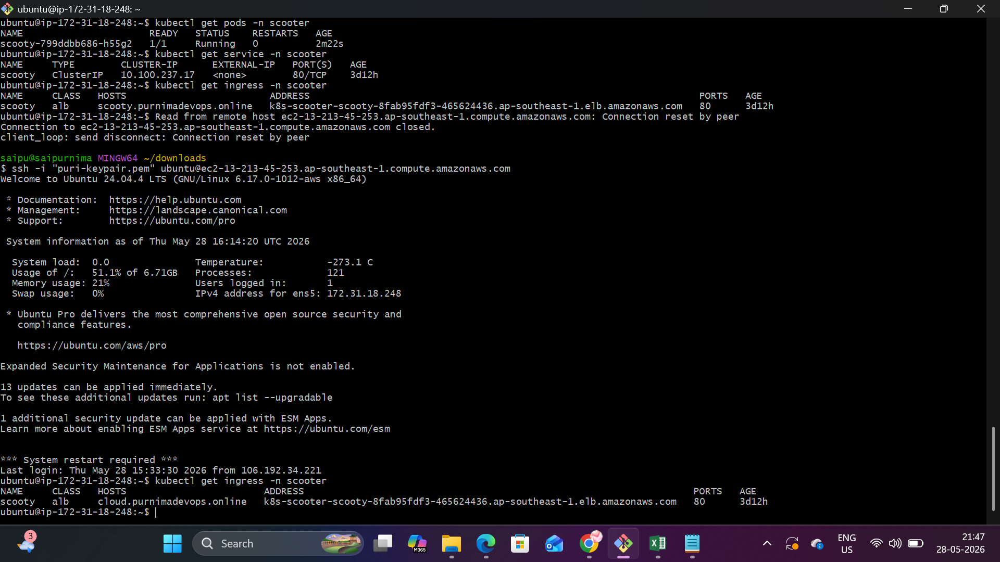 ubuntu@ip-172-31-18-248: ~
ubuntu@ip-172-31-18-248:~$ kubectl get pods -n scooter
NAME                      READY   STATUS    RESTARTS   AGE
scooty-799ddbb686-h55g2   1/1     Running   0          2m22s
ubuntu@ip-172-31-18-248:~$ kubectl get service -n scooter
NAME     TYPE        CLUSTER-IP      EXTERNAL-IP   PORT(S)   AGE
scooty   ClusterIP   10.100.237.17   <none>        80/TCP    3d12h
ubuntu@ip-172-31-18-248:~$ kubectl get ingress -n scooter
NAME     CLASS   HOSTS                         ADDRESS                                                                    PORTS   AGE
scooty   alb     scooty.purnimadevops.online   k8s-scooter-scooty-8fab95fdf3-465624436.ap-southeast-1.elb.amazonaws.com   80      3d12h
ubuntu@ip-172-31-18-248:~$ Read from remote host ec2-13-213-45-253.ap-southeast-1.compute.amazonaws.com: Connection reset by peer
Connection to ec2-13-213-45-253.ap-southeast-1.compute.amazonaws.com closed.
client_loop: send disconnect: Connection reset by peer
saipu@saipurnima MINGW64 ~/downloads
$ ssh -i "puri-keypair.pem" ubuntu@ec2-13-213-45-253.ap-southeast-1.compute.amazonaws.com
Welcome to Ubuntu 24.04.4 LTS (GNU/Linux 6.17.0-1012-aws x86_64)
* Documentation:  https://help.ubuntu.com
* Management:     https://landscape.canonical.com
* Support:        https://ubuntu.com/pro
System information as of Thu May 28 16:14:20 UTC 2026
System load:  0.0               Temperature:           -273.1 C
Usage of /:   51.1% of 6.71GB   Processes:             121
Memory usage: 21%               Users logged in:       1
Swap usage:   0%                IPv4 address for ens5: 172.31.18.248
* Ubuntu Pro delivers the most comprehensive open source security and
compliance features.
https://ubuntu.com/aws/pro
Expanded Security Maintenance for Applications is not enabled.
13 updates can be applied immediately.
To see these additional updates run: apt list --upgradable
1 additional security update can be applied with ESM Apps.
Learn more about enabling ESM Apps service at https://ubuntu.com/esm
*** System restart required ***
Last login: Thu May 28 15:33:30 2026 from 106.192.34.221
ubuntu@ip-172-31-18-248:~$ kubectl get ingress -n scooter
NAME     CLASS   HOSTS                        ADDRESS                                                                    PORTS   AGE
scooty   alb     cloud.purnimadevops.online   k8s-scooter-scooty-8fab95fdf3-465624436.ap-southeast-1.elb.amazonaws.com   80      3d12h
ubuntu@ip-172-31-18-248:~$
3
Search
M365
ENG
US
21:47
28-05-2026